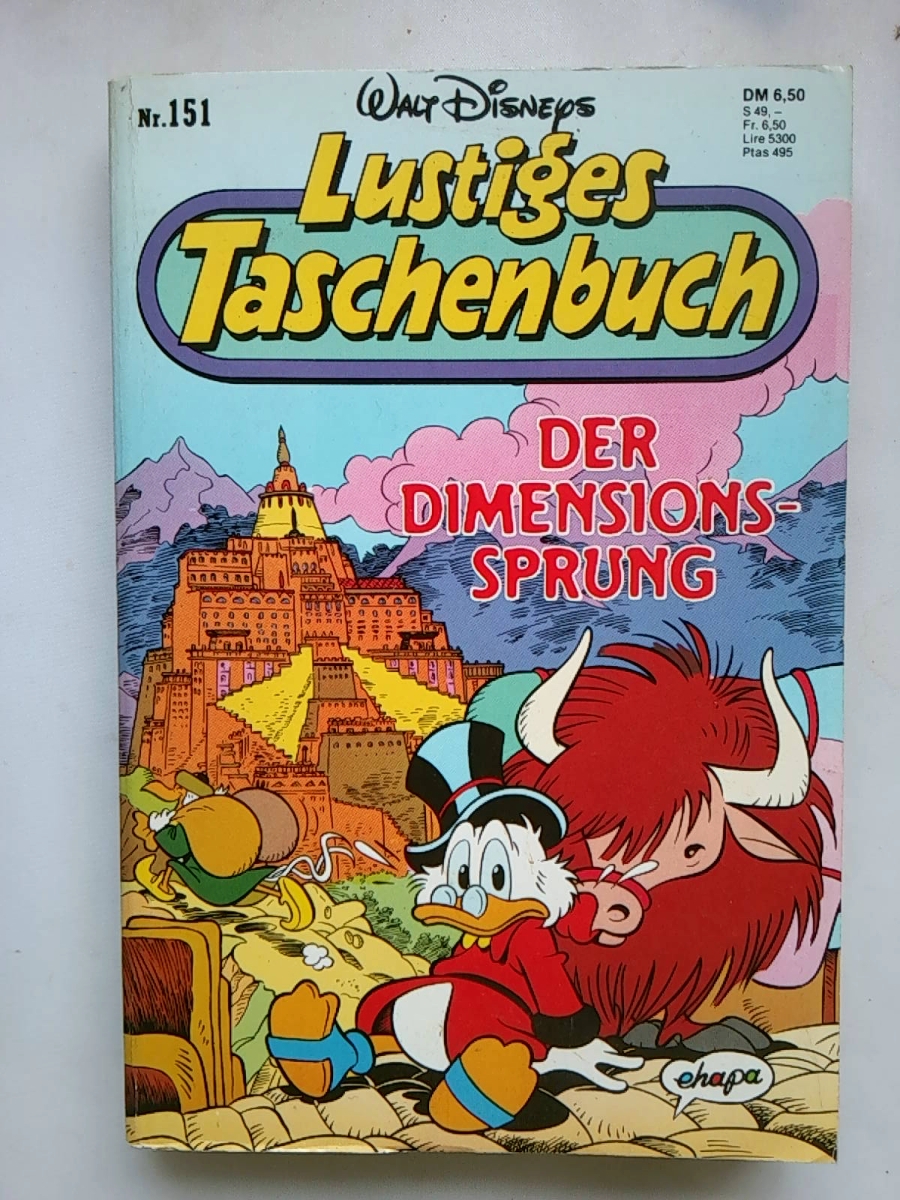 Nr. 151
WALT DISNEYS
DM 6,50
S 49,–
Fr. 6,50
Lire 5300
Ptas 495
Lustiges
Taschenbuch
DER
DIMENSIONS-
SPRUNG
ehapa